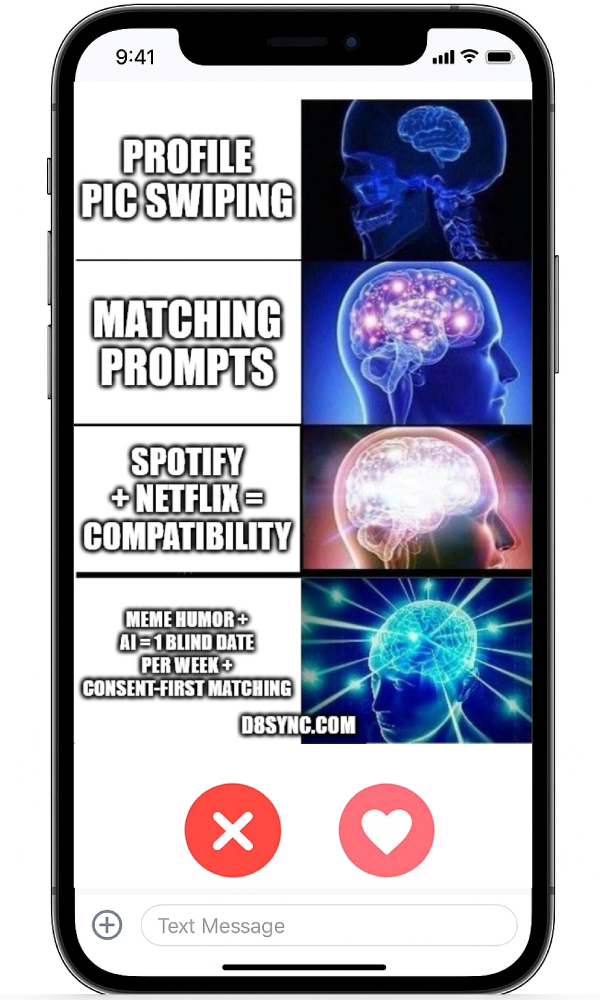 9:41
PROFILE
PIC SWIPING
MATCHING
PROMPTS
SPOTIFY
+ NETFLIX =
COMPATIBILITY
MEME HUMOR +
AI = 1 BLIND DATE
PER WEEK +
CONSENT-FIRST MATCHING
D8SYNC.COM
Text Message